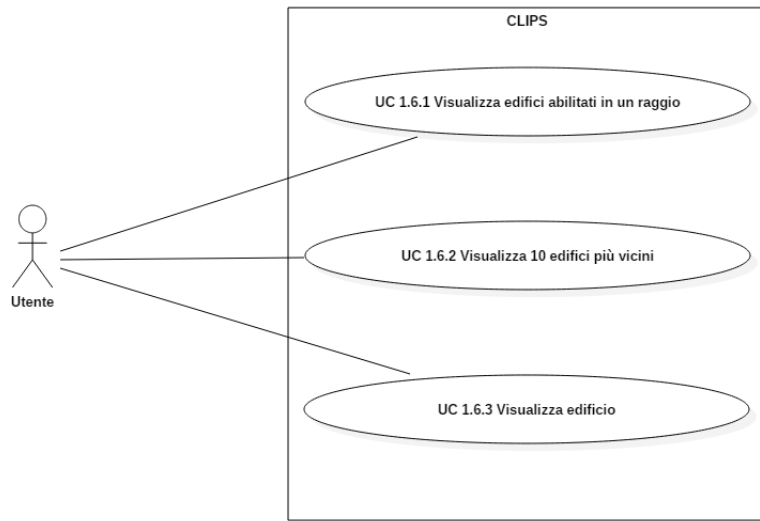 CLIPS
UC 1.6.1 Visualizza edifici abilitati in un raggio
UC 1.6.2 Visualizza 10 edifici più vicini
Utente
UC 1.6.3 Visualizza edificio